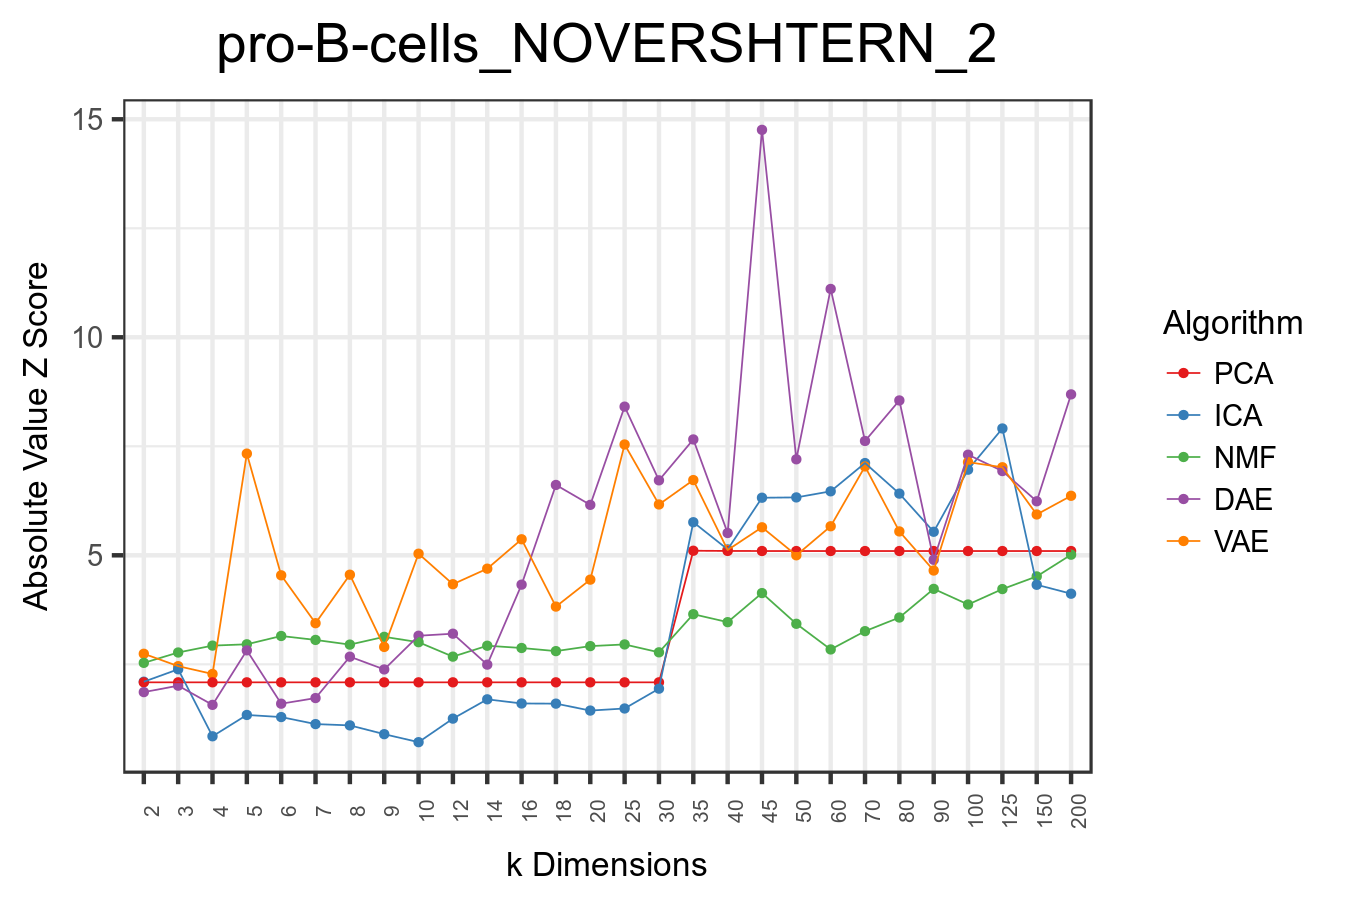 pro-B-cells_NOVERSHTERN_2
Absolute Value Z Score
15
10
5
2 3 4 5 6 7 8 9 10 12 14 16 18 20 25 30 35 40 45 50 60 70 80 90 100 125 150 200
k Dimensions
Algorithm
PCA
ICA
NMF
DAE
VAE